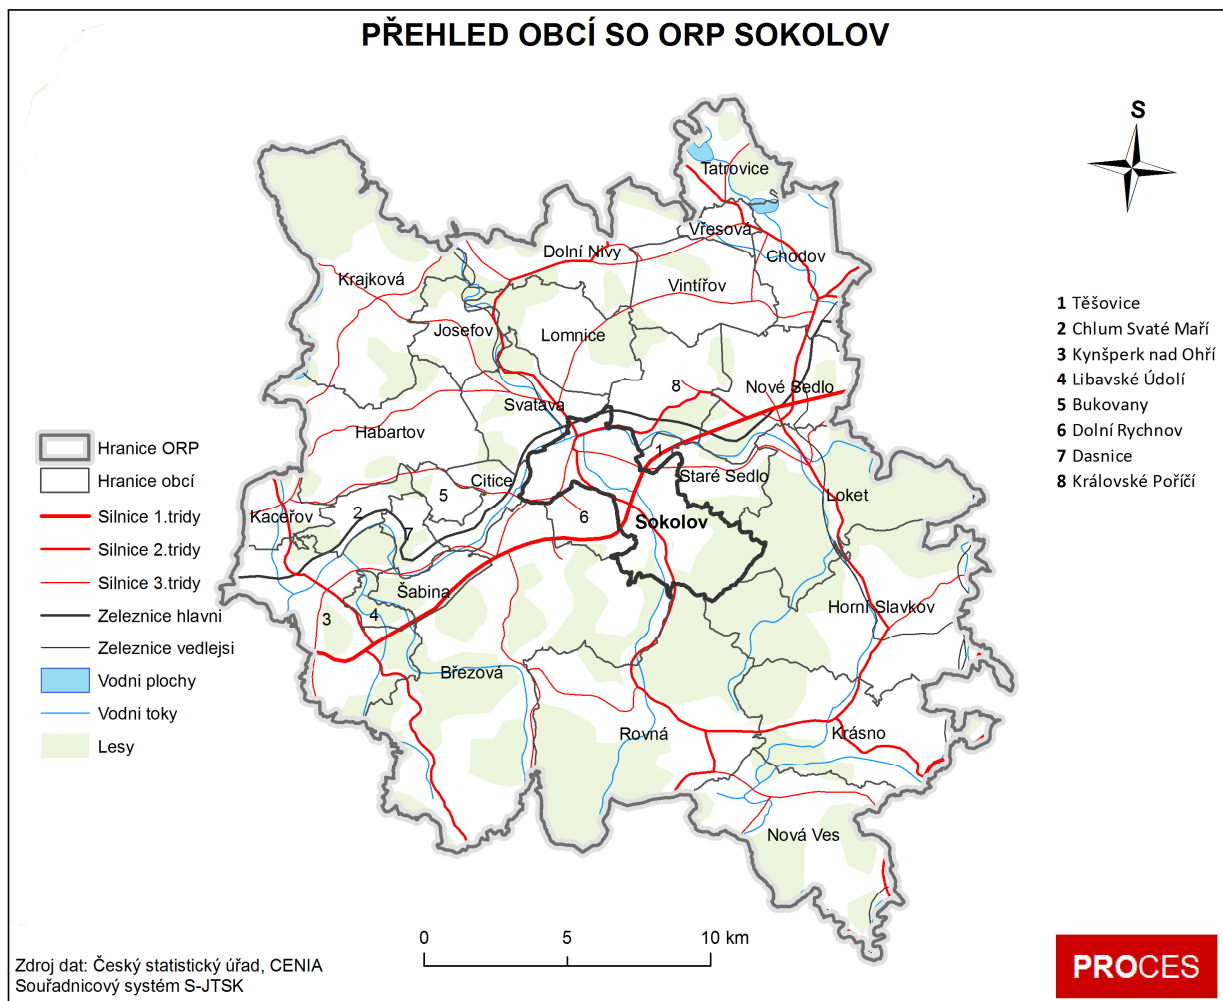 PŘEHLED OBCÍ SO ORP SOKOLOV
S
Tatrovice
Vřesová
Dolní Nivy
Chodov
Krajková
Vintířov
Josefov
Lomnice
8
Nové Sedlo
Svatava
Habartov
1
Citice
Staré Sedlo
5
Loket
Kaceřov
2
6
Sokolov
7
Šabina
3
4
Horní Slavkov
Březová
Rovná
Krásno
Nová Ves
1 Těšovice
2 Chlum Svaté Maří
3 Kynšperk nad Ohří
4 Libavské Údolí
5 Bukovany
6 Dolní Rychnov
7 Dasnice
8 Královské Poříčí
Hranice ORP
Hranice obcí
Silnice 1.tridy
Silnice 2.tridy
Silnice 3.tridy
Zeleznice hlavni
Zeleznice vedlejsi
Vodni plochy
Vodni toky
Lesy
0 5 10 km
Zdroj dat: Český statistický úřad, CENIA
Souřadnicový systém S-JTSK
PROCES